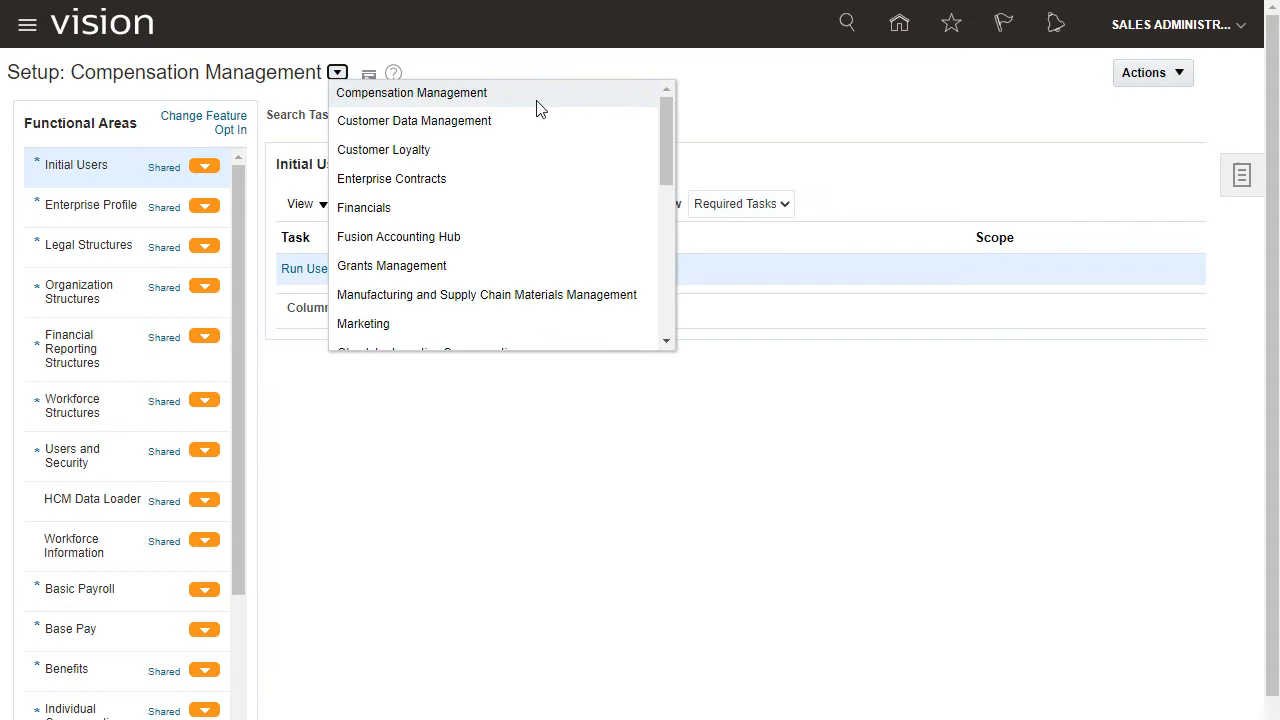 vision
SALES ADMINISTR...
Setup: Compensation Management
Actions
Compensation Management
Customer Data Management
Customer Loyalty
Enterprise Contracts
Financials
Fusion Accounting Hub
Grants Management
Manufacturing and Supply Chain Materials Management
Marketing
Functional Areas
Change Feature
Opt In
* Initial Users Shared
* Enterprise Profile Shared
* Legal Structures Shared
* Organization
Structures Shared
* Financial
Reporting
Structures Shared
* Workforce
Structures Shared
* Users and
Security Shared
HCM Data Loader Shared
Workforce
Information Shared
* Basic Payroll
* Base Pay
* Benefits Shared
* Individual Shared
Search
Initial
View
Required Tasks
Task
Scope
Run